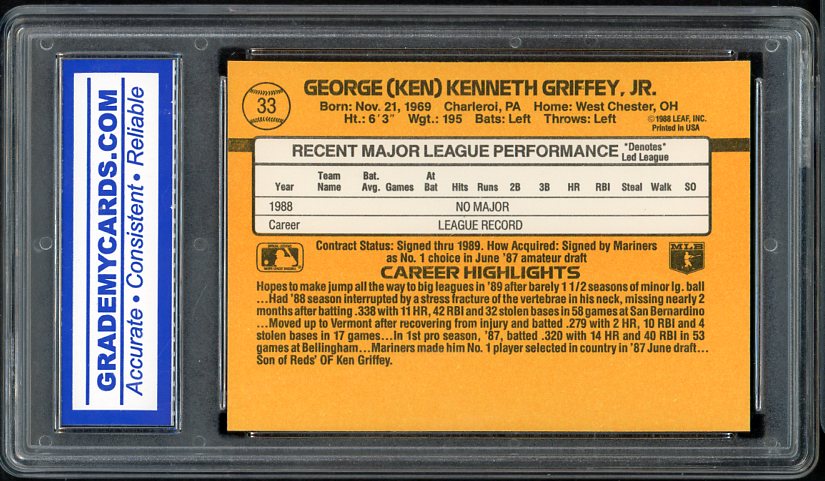 GRADEMYCARDS.COM
Accurate • Consistent • Reliable
33
GEORGE (KEN) KENNETH GRIFFEY, JR.
Born: Nov. 21, 1969 Charleroi, PA Home: West Chester, OH
Ht.: 6'3" Wgt.: 195 Bats: Left Throws: Left
©1988 LEAF, INC.
Printed in USA
RECENT MAJOR LEAGUE PERFORMANCE
*Denotes*
Led League
Year Team Name Bat. Avg. Games At Bat Hits Runs 2B 3B HR RBI Steal Walk SO
1988 NO MAJOR
Career LEAGUE RECORD
Contract Status: Signed thru 1989. How Acquired: Signed by Mariners
as No. 1 choice in June '87 amateur draft
MLB
CAREER HIGHLIGHTS
Hopes to make jump all the way to big leagues in '89 after barely 1 1/2 seasons of minor lg. ball
...Had '88 season interrupted by a stress fracture of the vertebrae in his neck, missing nearly 2
months after batting .338 with 11 HR, 42 RBI and 32 stolen bases in 58 games at San Bernardino
...Moved up to Vermont after recovering from injury and batted .279 with 2 HR, 10 RBI and 4
stolen bases in 17 games...In 1st pro season, '87, batted .320 with 14 HR and 40 RBI in 53
games at Bellingham...Mariners made him No. 1 player selected in country in '87 June draft...
Son of Reds' OF Ken Griffey.